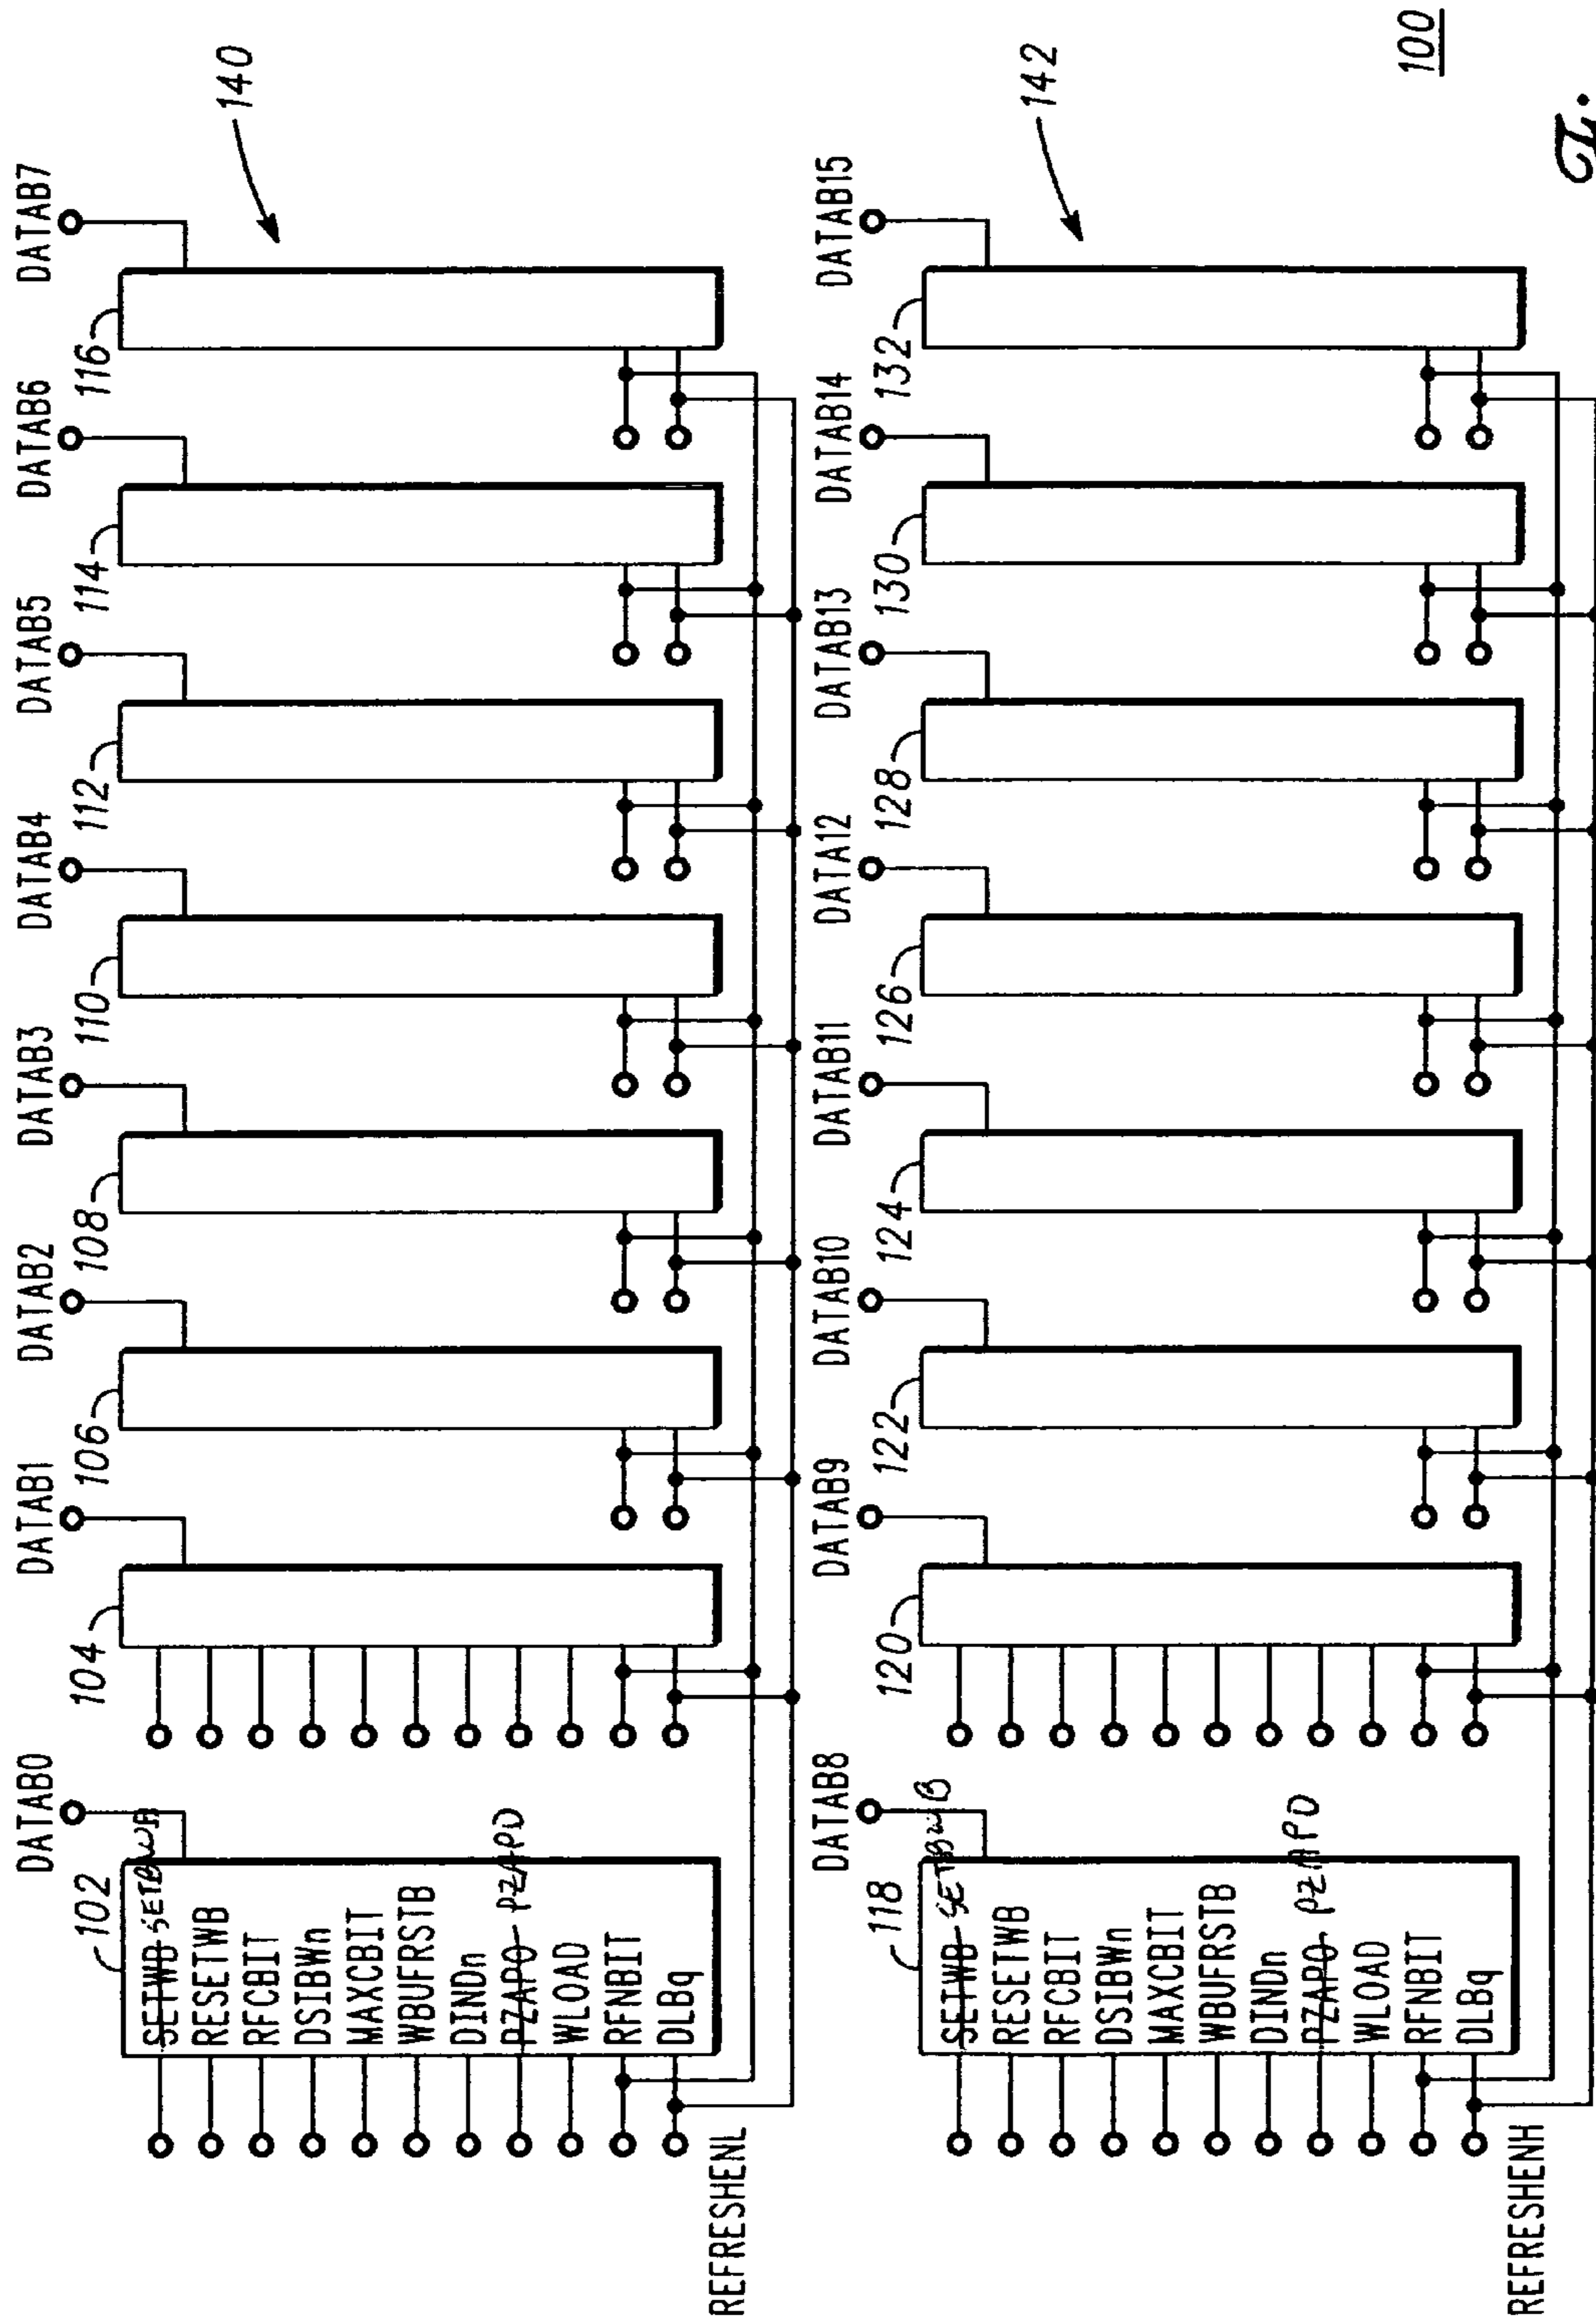 DATAB0
DATAB1
DATAB2
DATAB3
DATAB4
DATAB5
DATAB6
DATAB7
102
104
106
108
110
112
114
116
140
SETWB
RESETWB
RFCBIT
DSIBWn
MAXCBIT
WBUFRSTB
DINDn
PZAPO PZAPD
WLOAD
RFNBIT
DLBq
REFRESHENL
DATAB8
DATAB9
DATAB10
DATAB11
DATA12
DATAB13
DATAB14
DATAB15
118
120
122
124
126
128
130
132
142
SETWB
RESETWB
RFCBIT
DSIBWn
MAXCBIT
WBUFRSTB
DINDn
PZAPO
WLOAD
RFNBIT
DLBq
REFRESHENH
100